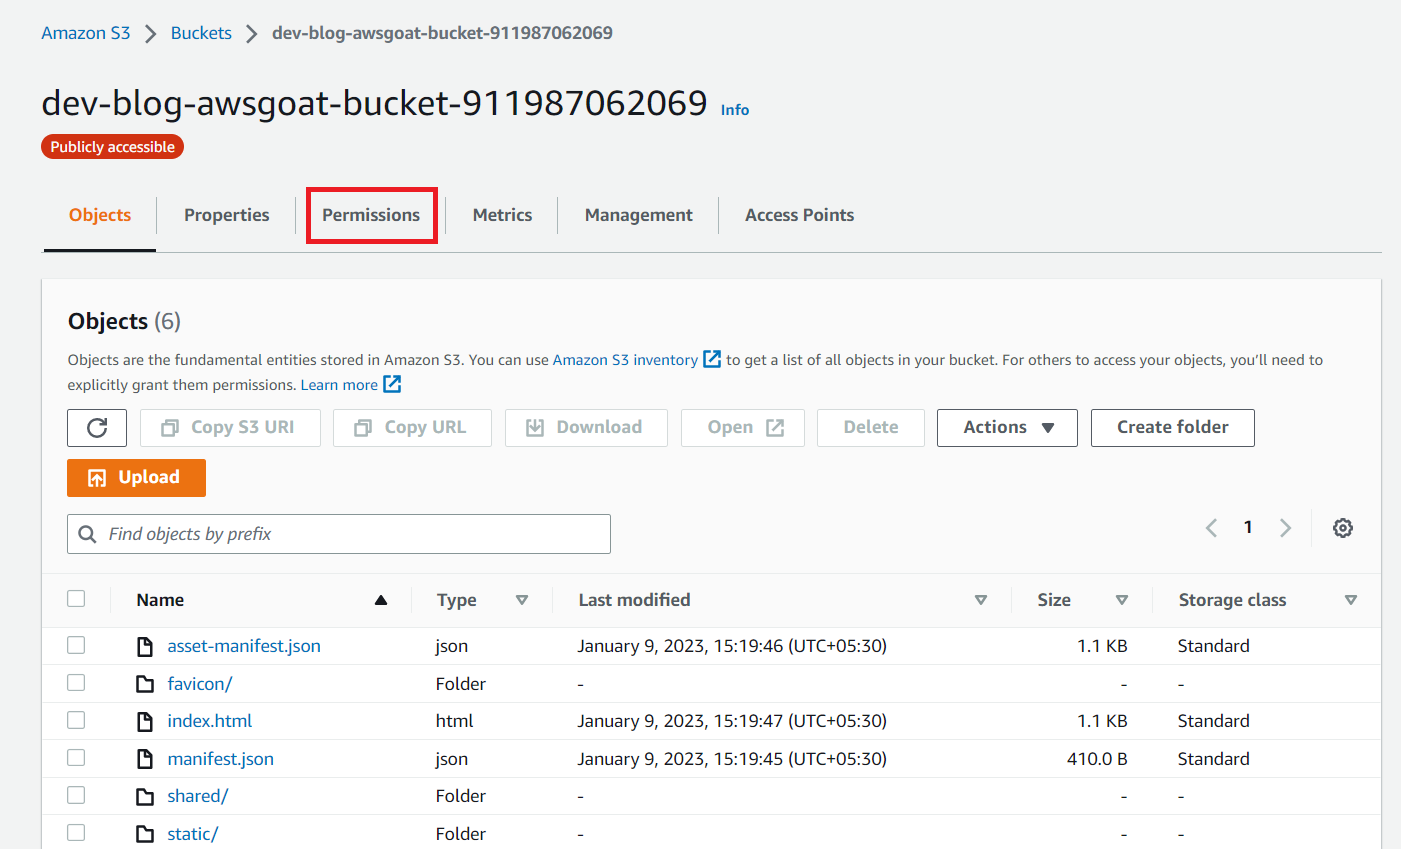 Amazon S3 > Buckets > dev-blog-awsgoat-bucket-911987062069
dev-blog-awsgoat-bucket-911987062069 Info
Publicly accessible
Objects Properties Permissions Metrics Management Access Points
Objects (6)
Objects are the fundamental entities stored in Amazon S3. You can use Amazon S3 inventory to get a list of all objects in your bucket. For others to access your objects, you’ll need to
explicitly grant them permissions. Learn more
Copy S3 URI Copy URL Download Open Delete Actions Create folder
Upload
Find objects by prefix 1
Name Type Last modified Size Storage class
asset-manifest.json json January 9, 2023, 15:19:46 (UTC+05:30) 1.1 KB Standard
favicon/ Folder - - -
index.html html January 9, 2023, 15:19:47 (UTC+05:30) 1.1 KB Standard
manifest.json json January 9, 2023, 15:19:45 (UTC+05:30) 410.0 B Standard
shared/ Folder - - -
static/ Folder - - -